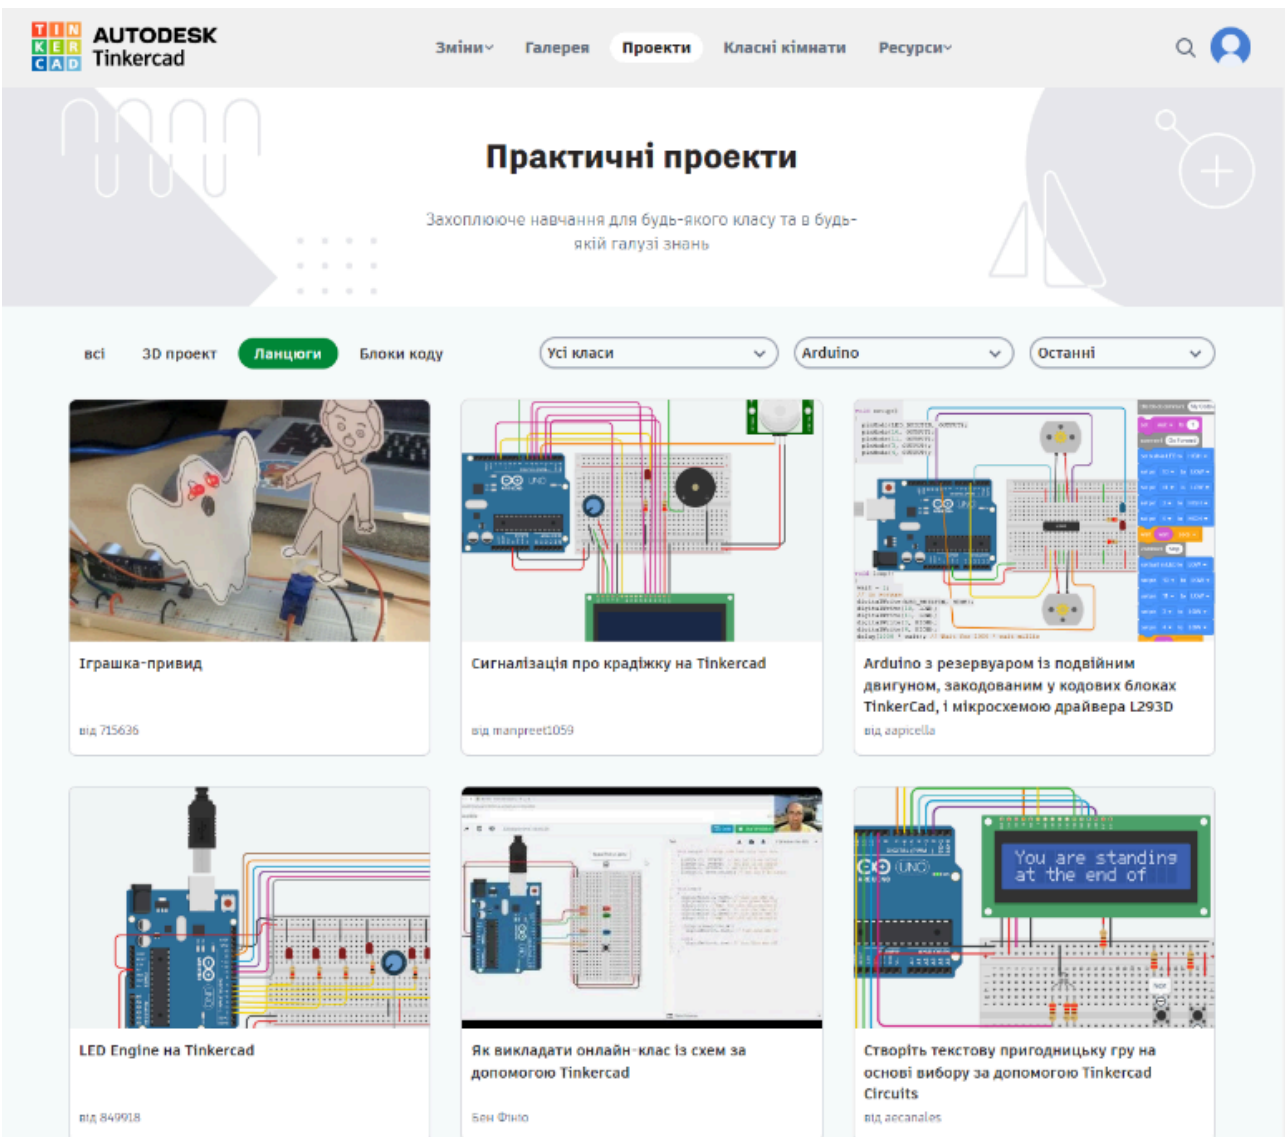 TIN
KER
CAD
AUTODESK
Tinkercad
Зміни
Галерея
Проекти
Класні кімнати
Ресурси
Практичні проекти
Захоплююче навчання для будь-якого класу та в будь-
якій галузі знань
всі
3D проект
Ланцюги
Блоки коду
Усі класи
Arduino
Останні
UNO
UNO
Іграшка-привид
від 715636
Сигналізація про крадіжку на Tinkercad
від manpreet1059
Arduino з резервуаром із подвійним
двигуном, закодованим у кодових блоках
TinkerCad, і мікросхемою драйвера L293D
від aapicella
UNO
You are standing
at the end of
LED Engine на Tinkercad
від 849918
Як викладати онлайн-клас із схем за
допомогою Tinkercad
Бен Фініо
Створіть текстову пригодницьку гру на
основі вибору за допомогою Tinkercad
Circuits
від aecanales